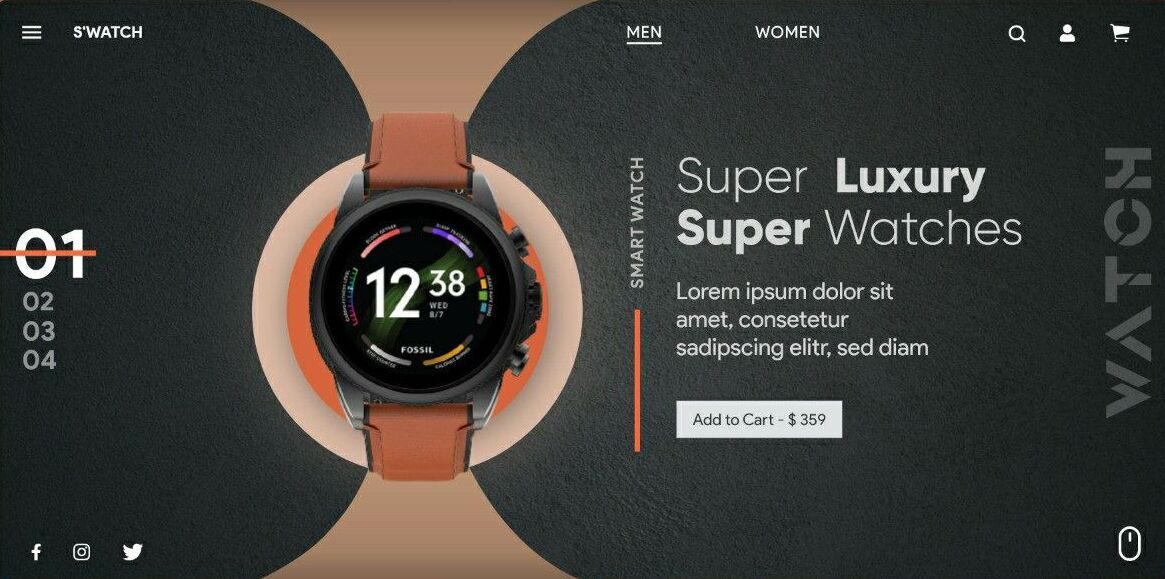 S'WATCH
MEN
WOMEN
01
02
03
04
12 38
WED
8/7
FOSSIL
SMART WATCH
Super Luxury
Super Watches
Lorem ipsum dolor sit
amet, consetetur
sadipscing elitr, sed diam
Add to Cart - $ 359
WATCH